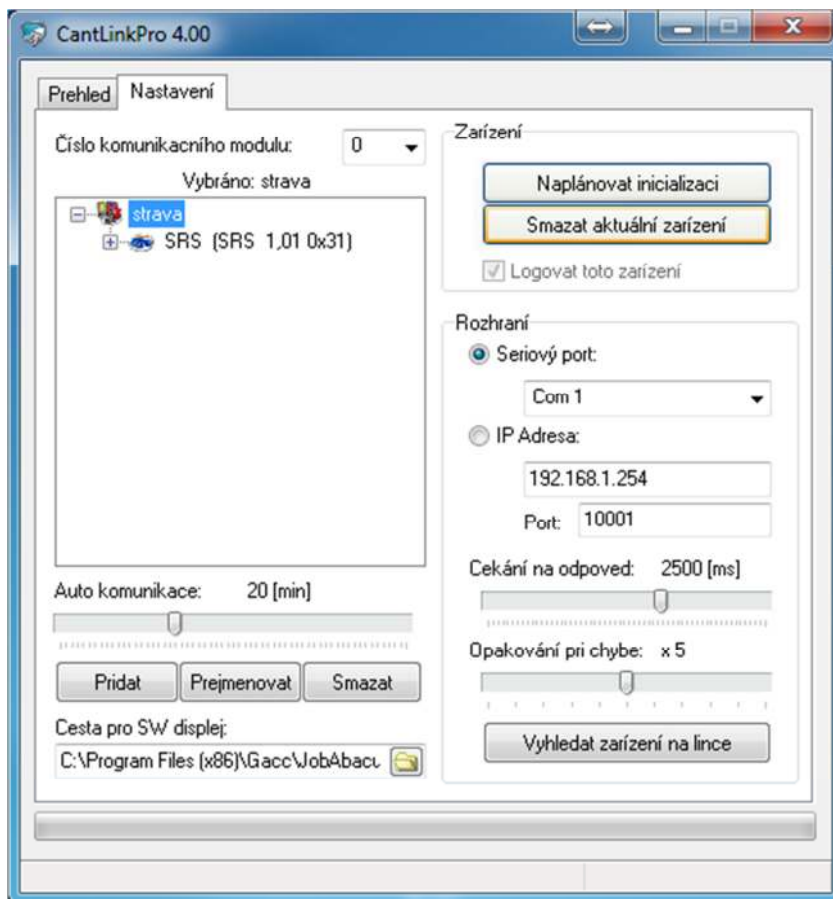 CantLinkPro 4.00
Prehled
Nastavení
Číslo komunikacního modulu: 0
Vybráno: strava
strava
SRS (SRS 1,01 0x31)
Auto komunikace: 20 [min]
Pridat
Prejmenovat
Smazat
Cesta pro SW displej:
C:\Program Files (x86)\Gacc\JobAbacu
Zarízení
Naplánovat inicializaci
Smazat aktuální zarízení
Logovat toto zarízení
Rozhraní
Seriový port:
Com 1
IP Adresa:
192.168.1.254
Port: 10001
Cekání na odpoved: 2500 [ms]
Opakování pri chybe: x 5
Vyhledat zarízení na lince